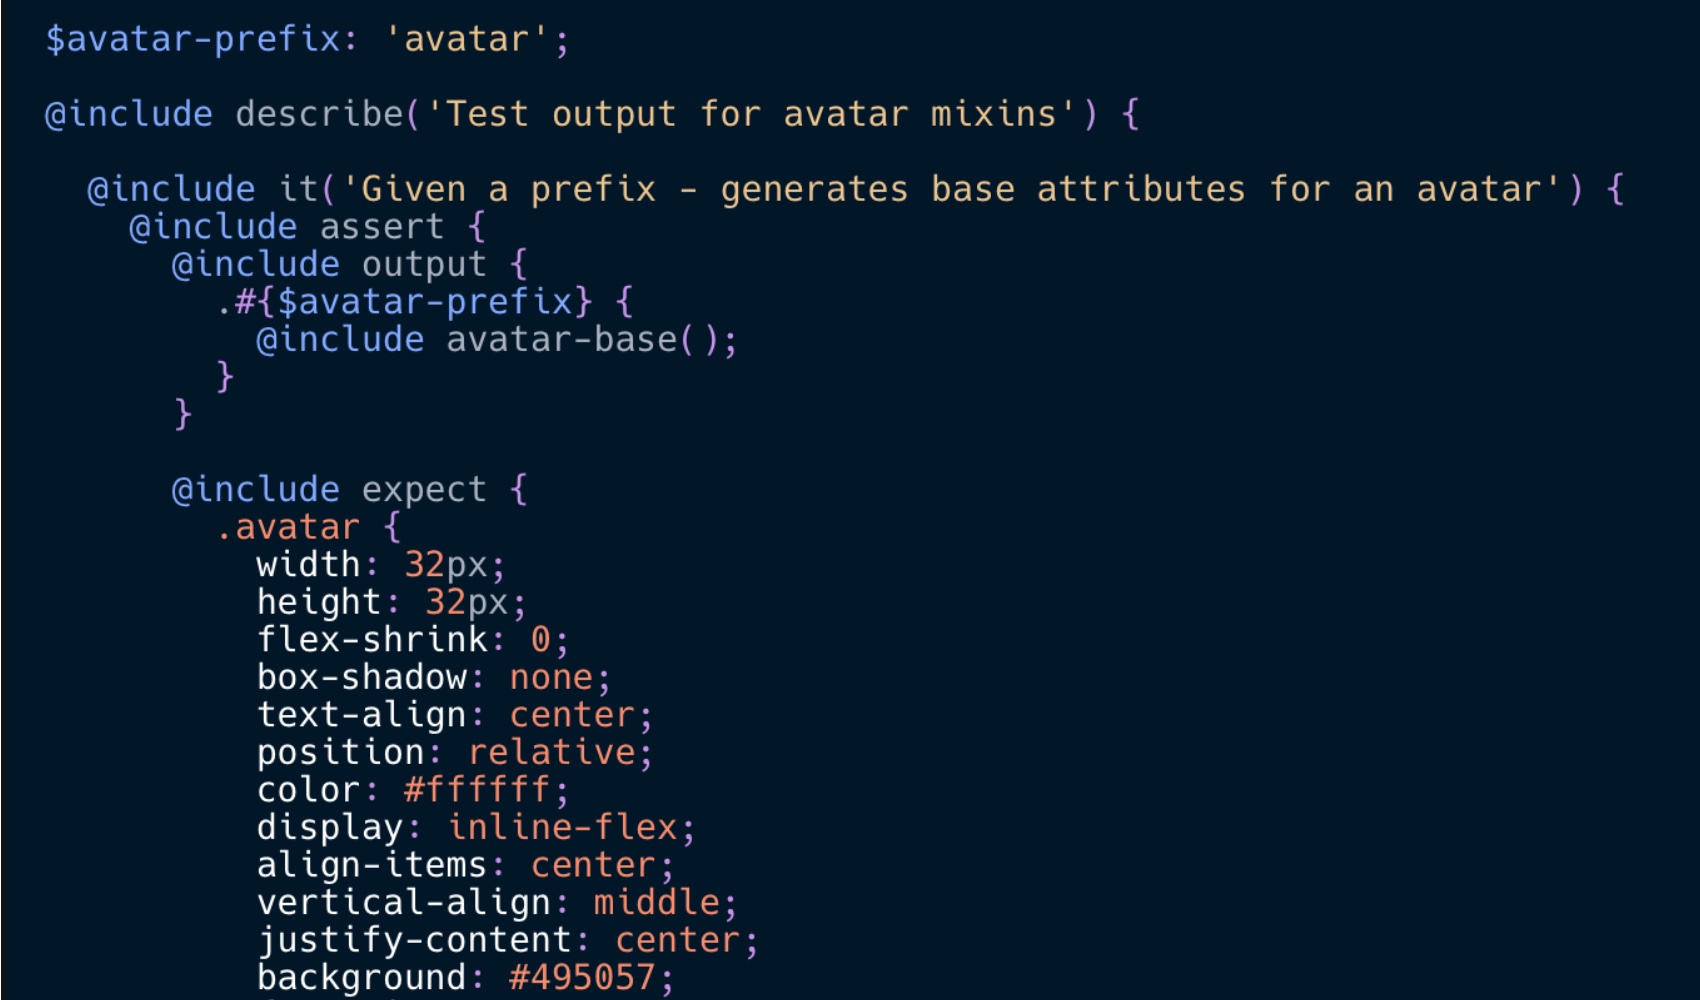 $avatar-prefix: 'avatar';
@include describe('Test output for avatar mixins') {
@include it('Given a prefix - generates base attributes for an avatar') {
@include assert {
@include output {
.#{$avatar-prefix} {
@include avatar-base();
}
}
@include expect {
.avatar {
width: 32px;
height: 32px;
flex-shrink: 0;
box-shadow: none;
text-align: center;
position: relative;
color: #ffffff;
display: inline-flex;
align-items: center;
vertical-align: middle;
justify-content: center;
background: #495057;